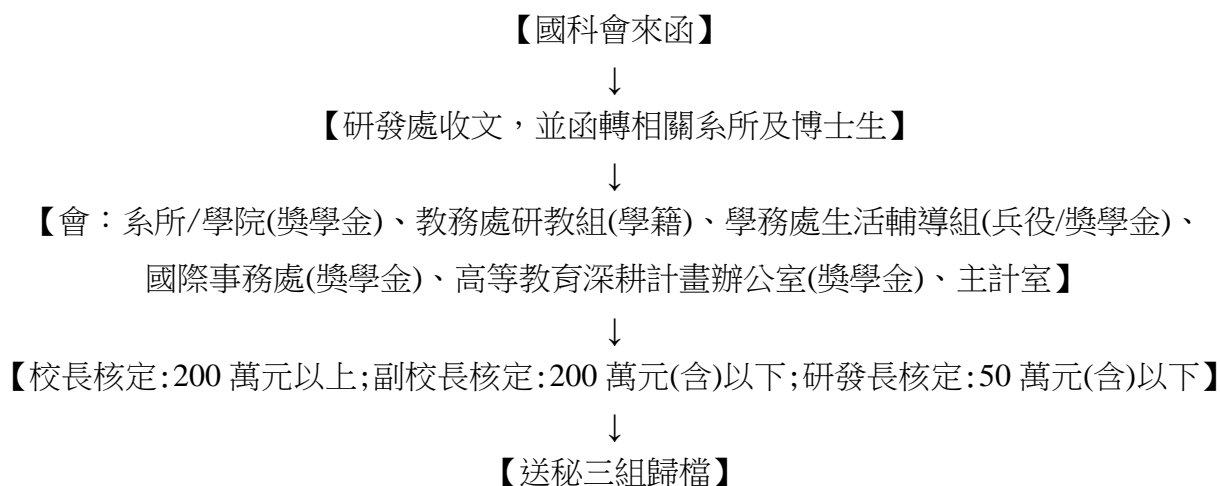 【國科會來函】
↓
【研發處收文，並函轉相關系所及博士生】
↓
【會：系所/學院(獎學金)、教務處研教組(學籍)、學務處生活輔導組(兵役/獎學金)、
國際事務處(獎學金)、高等教育深耕計畫辦公室(獎學金)、主計室】
↓
【校長核定:200 萬元以上;副校長核定:200 萬元(含)以下;研發長核定:50 萬元(含)以下】
↓
【送秘三組歸檔】